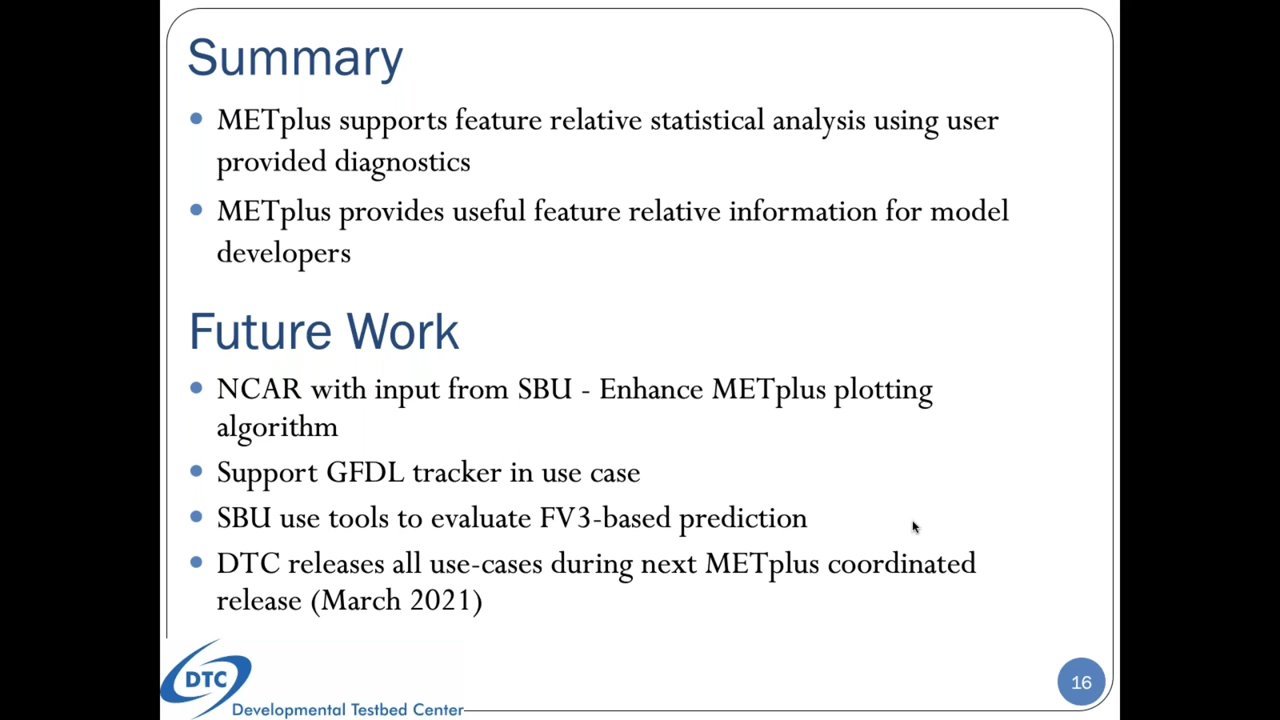 Summary
• METplus supports feature relative statistical analysis using user
provided diagnostics
• METplus provides useful feature relative information for model
developers
Future Work
• NCAR with input from SBU - Enhance METplus plotting
algorithm
• Support GFDL tracker in use case
• SBU use tools to evaluate FV3-based prediction
• DTC releases all use-cases during next METplus coordinated
release (March 2021)
DTC
Developmental Testbed Center
16